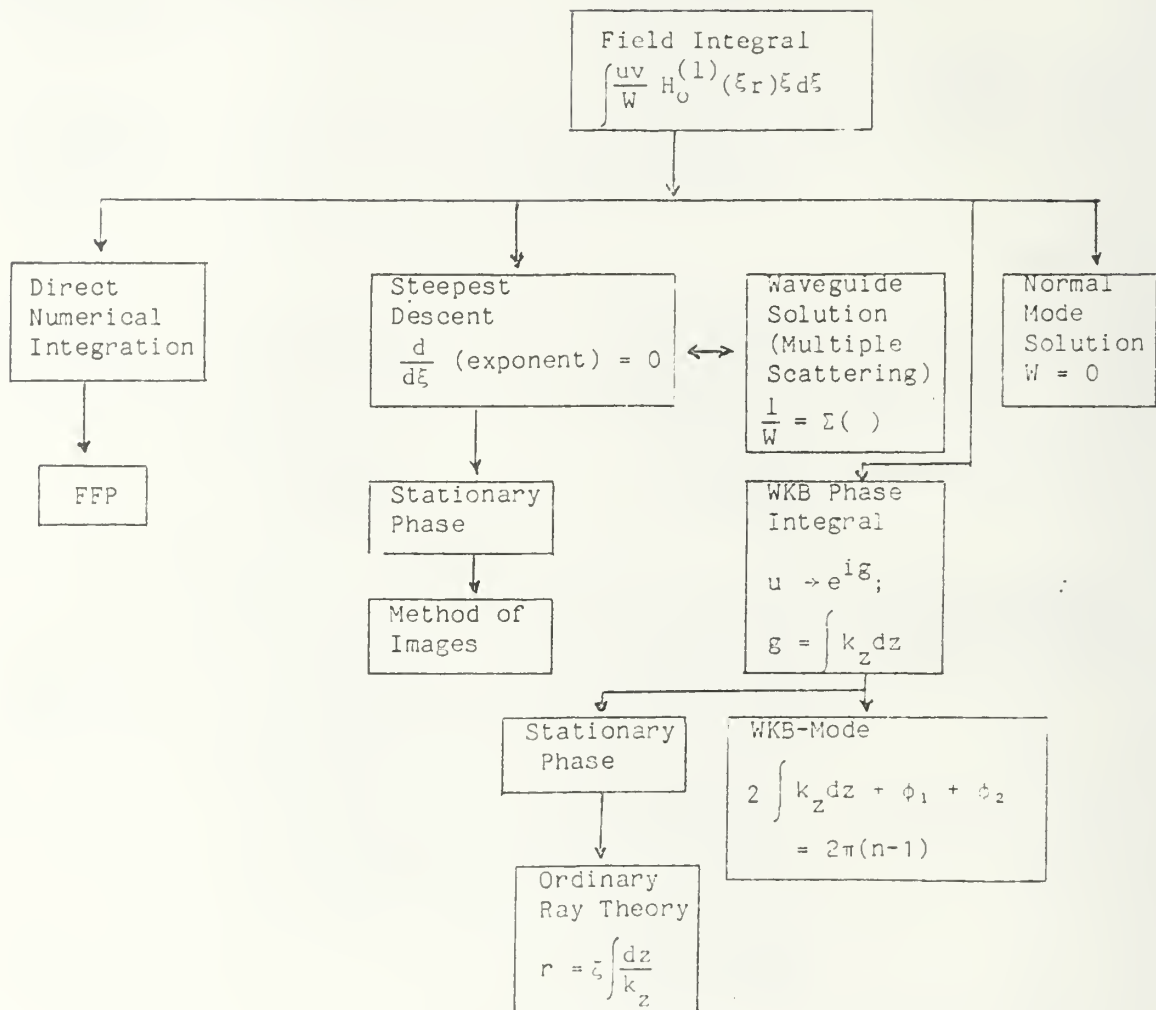 Field Integral
∫ uv/W H₀⁽¹⁾(ξr)ξdξ
Direct
Numerical
Integration
FFP
Steepest
Descent
d/dξ (exponent) = 0
Stationary
Phase
Method of
Images
Waveguide
Solution
(Multiple
Scattering)
1/W = Σ( )
Normal
Mode
Solution
W = 0
WKB Phase
Integral
u → e^{ig};
g = ∫ k_z dz
Stationary
Phase
Ordinary
Ray Theory
r = ξ ∫ dz/k_z
WKB-Mode
2 ∫ k_z dz + φ₁ + φ₂
= 2π(n-1)